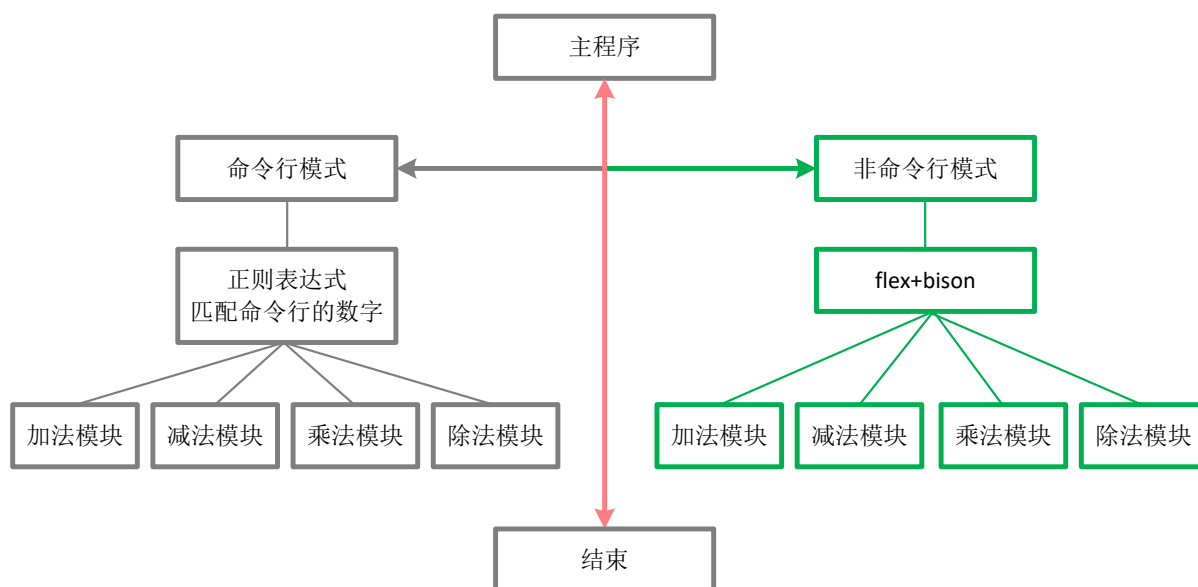 主程序
命令行模式
非命令行模式
正则表达式
匹配命令行的数字
flex+bison
加法模块
减法模块
乘法模块
除法模块
加法模块
减法模块
乘法模块
除法模块
结束